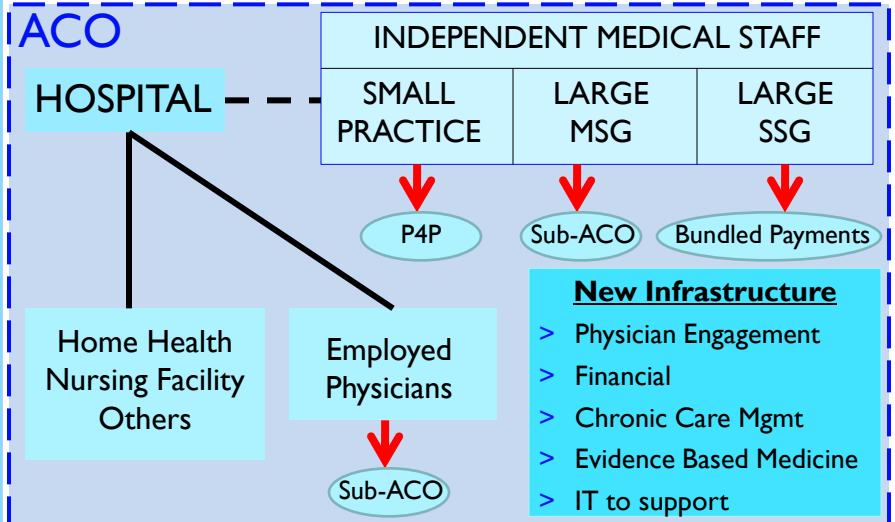 ACO
INDEPENDENT MEDICAL STAFF
HOSPITAL
SMALL
PRACTICE
LARGE
MSG
LARGE
SSG
P4P
Sub-ACO
Bundled Payments
Home Health
Nursing Facility
Others
Employed
Physicians
Sub-ACO
New Infrastructure
> Physician Engagement
> Financial
> Chronic Care Mgmt
> Evidence Based Medicine
> IT to support